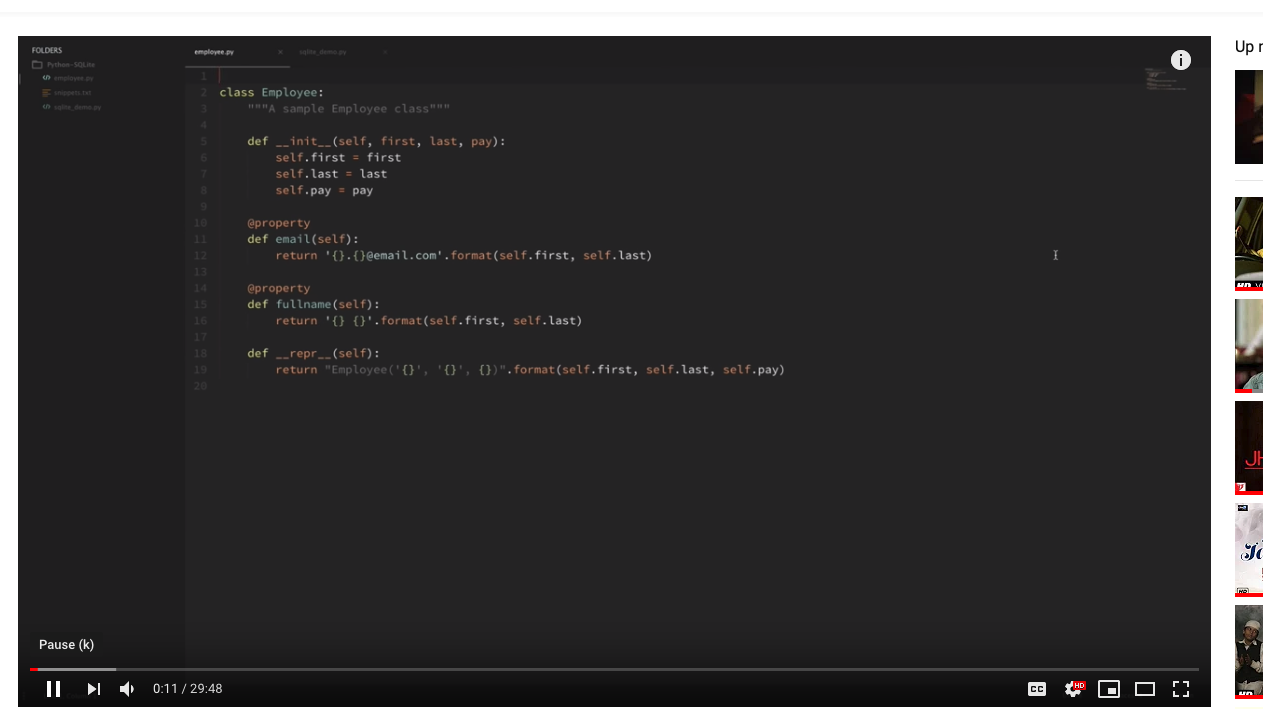 Up
FOLDERS
Python-SQLite
employee.py
snippets.txt
sqlite_demo.py
employee.py × sqlite_demo.py ×
1
2 class Employee:
3 """A sample Employee class"""
4
5 def __init__(self, first, last, pay):
6 self.first = first
7 self.last = last
8 self.pay = pay
9
10 @property
11 def email(self):
12 return '{}.{}@email.com'.format(self.first, self.last)
13
14 @property
15 def fullname(self):
16 return '{} {}'.format(self.first, self.last)
17
18 def __repr__(self):
19 return "Employee('{}', '{}', {})".format(self.first, self.last, self.pay)
20
Pause (k)
0:11 / 29:48
CC
HD
JH
HD
HD